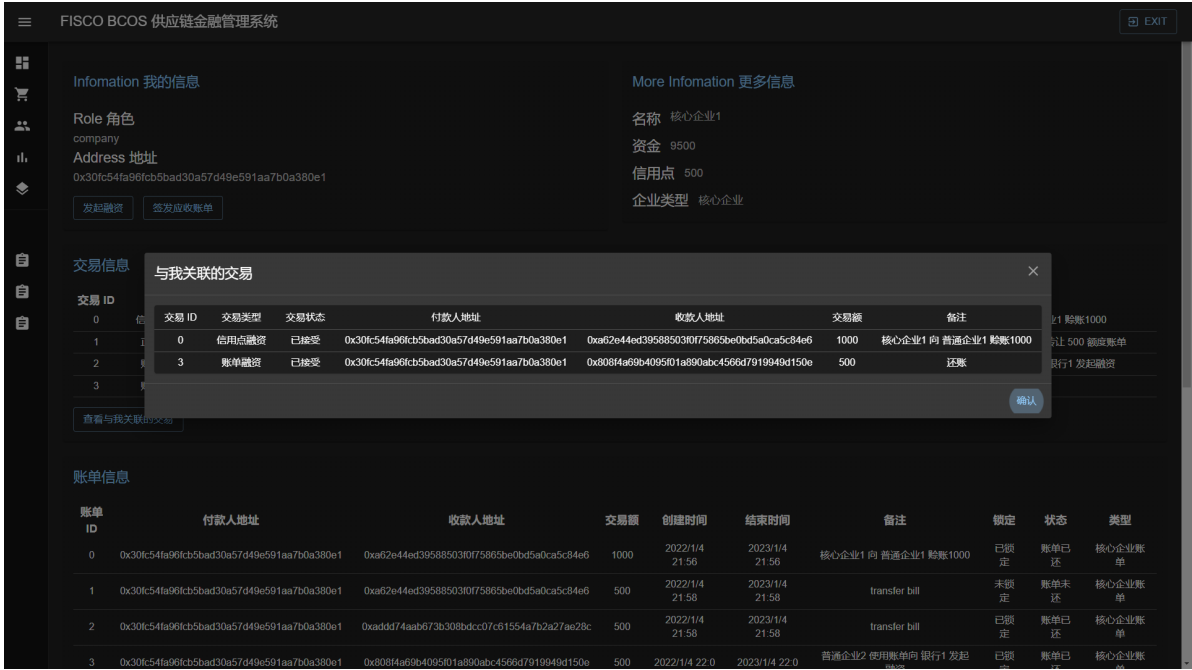 FISCO BCOS 供应链金融管理系统 EXIT
Infomation 我的信息
Role 角色
company
Address 地址
0x30fc54fa96fcb5bad30a57d49e591aa7b0a380e1
发起融资 签发应收账单
More Infomation 更多信息
名称 核心企业1
资金 9500
信用点 500
企业类型 核心企业
交易信息
交易 ID
0 信
1
2
3
业1 赊账1000
让 500 额度账单
银行1 发起融资
与我关联的交易
交易 ID 交易类型 交易状态 付款人地址 收款人地址 交易额 备注
0 信用点融资 已接受 0x30fc54fa96fcb5bad30a57d49e591aa7b0a380e1 0xa62e44ed39588503f0f75865be0bd5a0ca5c84e6 1000 核心企业1 向 普通企业1 赊账1000
3 账单融资 已接受 0x30fc54fa96fcb5bad30a57d49e591aa7b0a380e1 0x808f4a69b4095f01a890abc4566d7919949d150e 500 还账
确认
查看与我关联的交易
账单信息
账单 ID 付款人地址 收款人地址 交易额 创建时间 结束时间 备注 锁定 状态 类型
0 0x30fc54fa96fcb5bad30a57d49e591aa7b0a380e1 0xa62e44ed39588503f0f75865be0bd5a0ca5c84e6 1000 2022/1/4 21:56 2023/1/4 21:56 核心企业1 向 普通企业1 赊账1000 已锁定 账单已还 核心企业账单
1 0x30fc54fa96fcb5bad30a57d49e591aa7b0a380e1 0xa62e44ed39588503f0f75865be0bd5a0ca5c84e6 500 2022/1/4 21:58 2023/1/4 21:58 transfer bill 未锁定 账单未还 核心企业账单
2 0x30fc54fa96fcb5bad30a57d49e591aa7b0a380e1 0xaddd74aab673b308bdcc07c61554a7b2a27ae28c 500 2022/1/4 21:58 2023/1/4 21:58 transfer bill 已锁定 账单已还 核心企业账单
3 0x30fc54fa96fcb5bad30a57d49e591aa7b0a380e1 0x808f4a69b4095f01a890abc4566d7919949d150e 500 2022/1/4 22:0 2023/1/4 22:0 普通企业2 使用账单向 银行1 发起融资 已锁 账单已 核心企业账